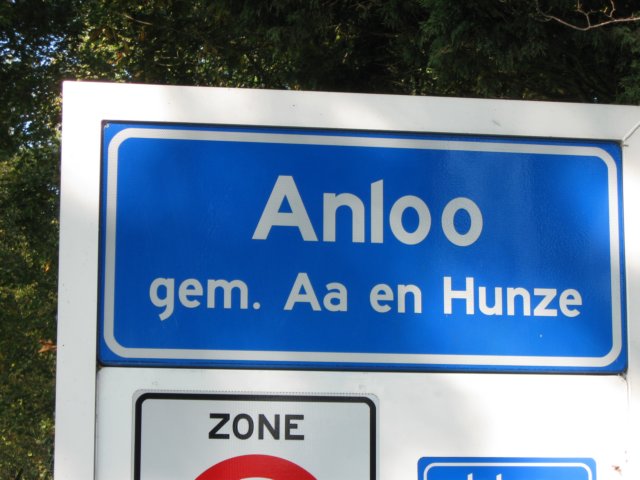 Anloo
gem. Aa en Hunze
ZONE